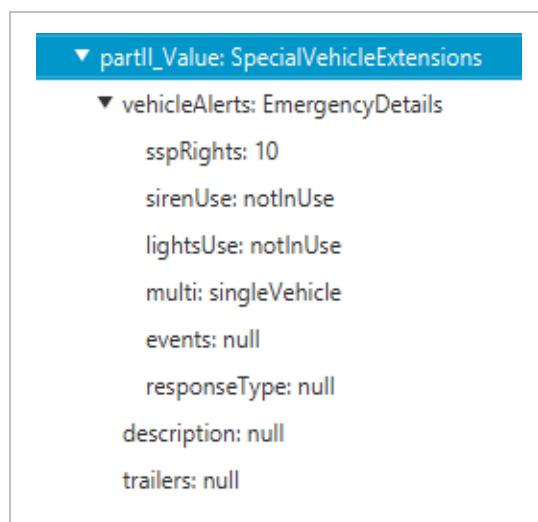 partII_Value: SpecialVehicleExtensions
vehicleAlerts: EmergencyDetails
sspRights: 10
sirenUse: notInUse
lightsUse: notInUse
multi: singleVehicle
events: null
responseType: null
description: null
trailers: null